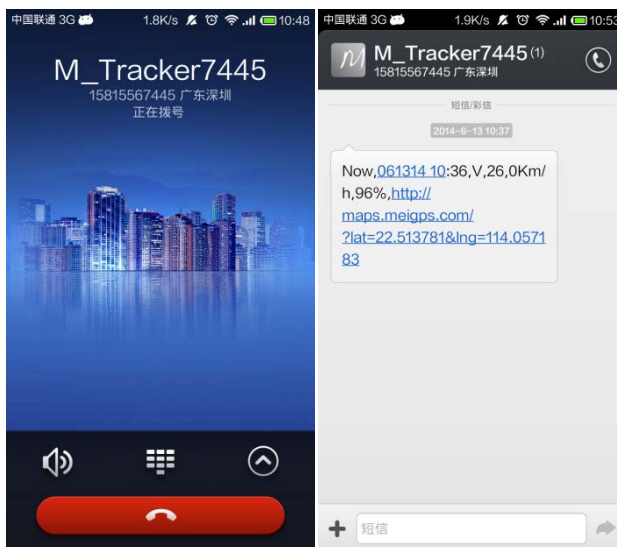 中国联通 3G 1.8K/s 10:48
M_Tracker7445
15815567445 广东深圳
正在拨号
中国联通 3G 1.9K/s 10:53
M_Tracker7445 (1)
15815567445 广东深圳
短信/彩信
2014-6-13 10:37
Now,061314 10:36,V,26,0Km/
h,96%,http://
maps.meigps.com/
?lat=22.513781&lng=114.0571
83
短信